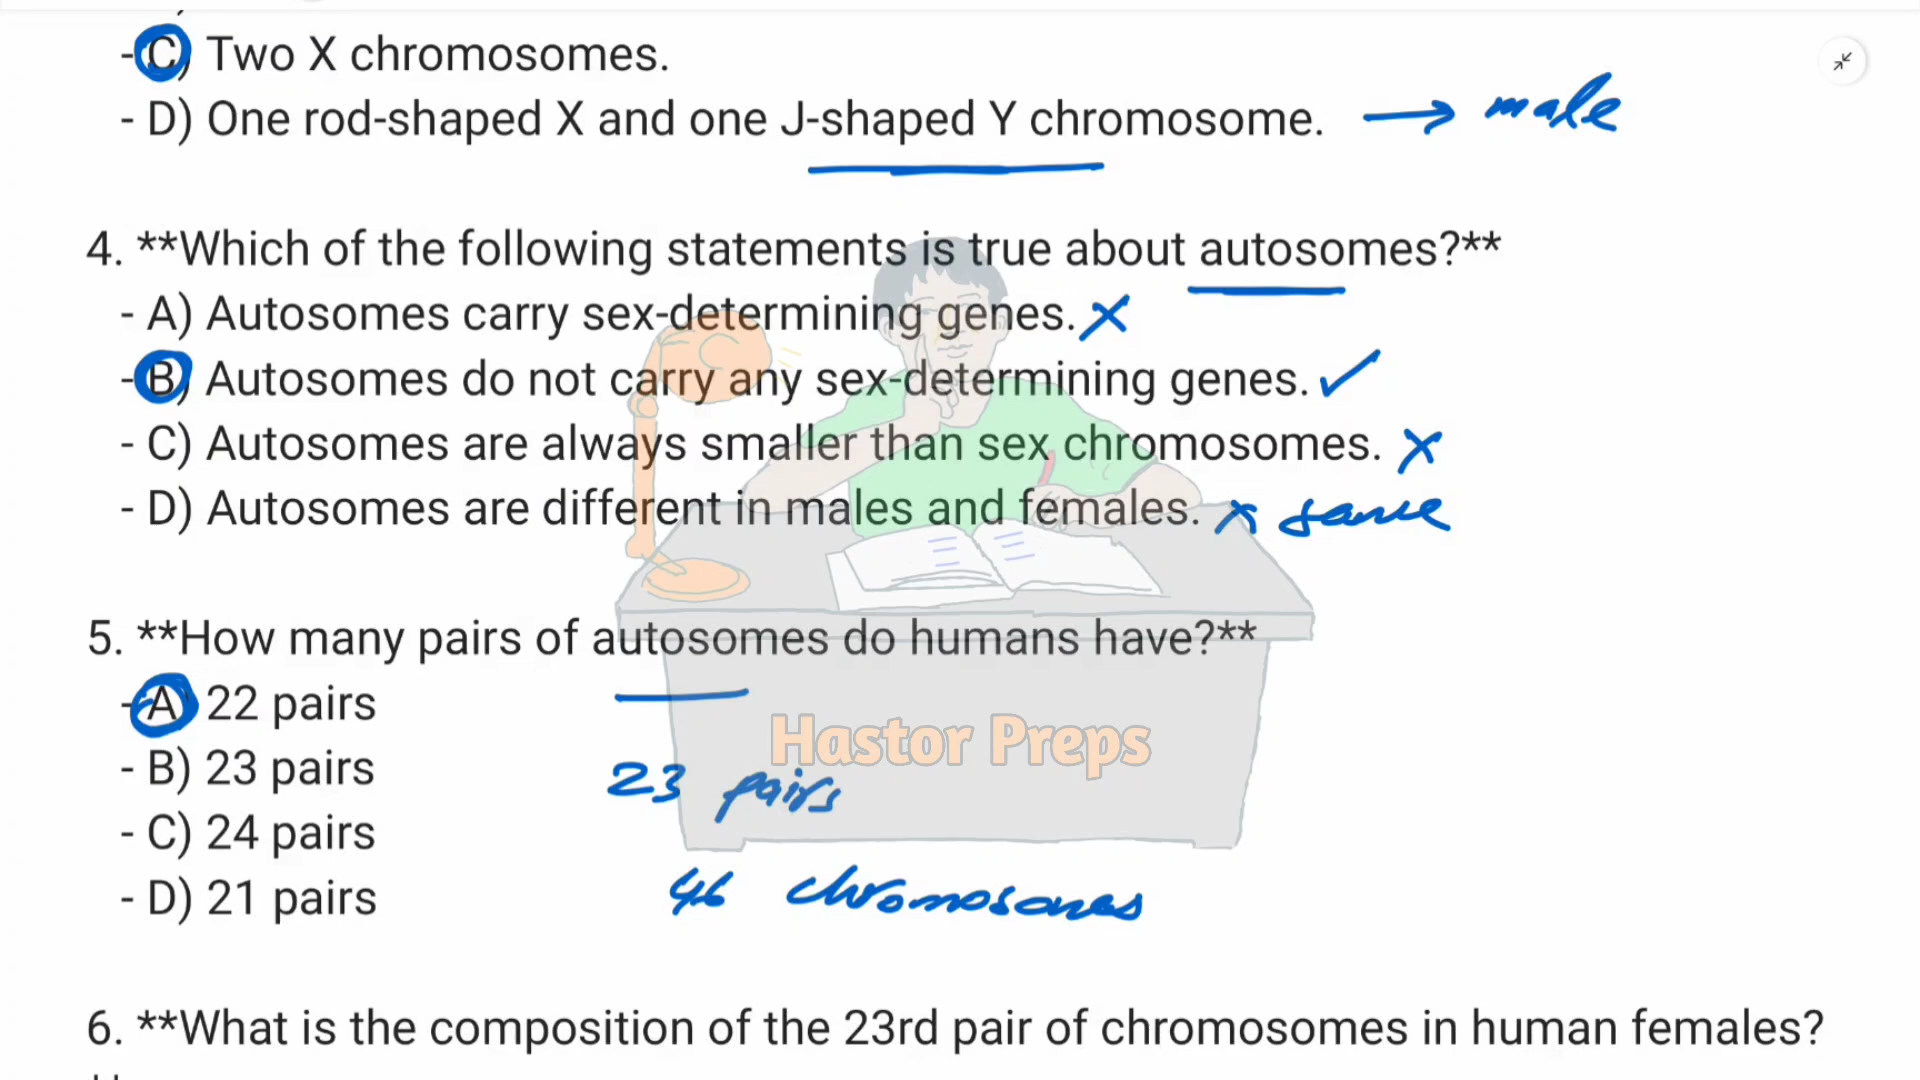 - C) Two X chromosomes.
- D) One rod-shaped X and one J-shaped Y chromosome. → male
4. **Which of the following statements is true about autosomes?**
- A) Autosomes carry sex-determining genes. ✗
- B) Autosomes do not carry any sex-determining genes. ✓
- C) Autosomes are always smaller than sex chromosomes. ✗
- D) Autosomes are different in males and females. ✗ same
5. **How many pairs of autosomes do humans have?**
- A) 22 pairs
Hastor Preps
- B) 23 pairs
23 pairs
- C) 24 pairs
- D) 21 pairs
46 chromosomes
6. **What is the composition of the 23rd pair of chromosomes in human females?